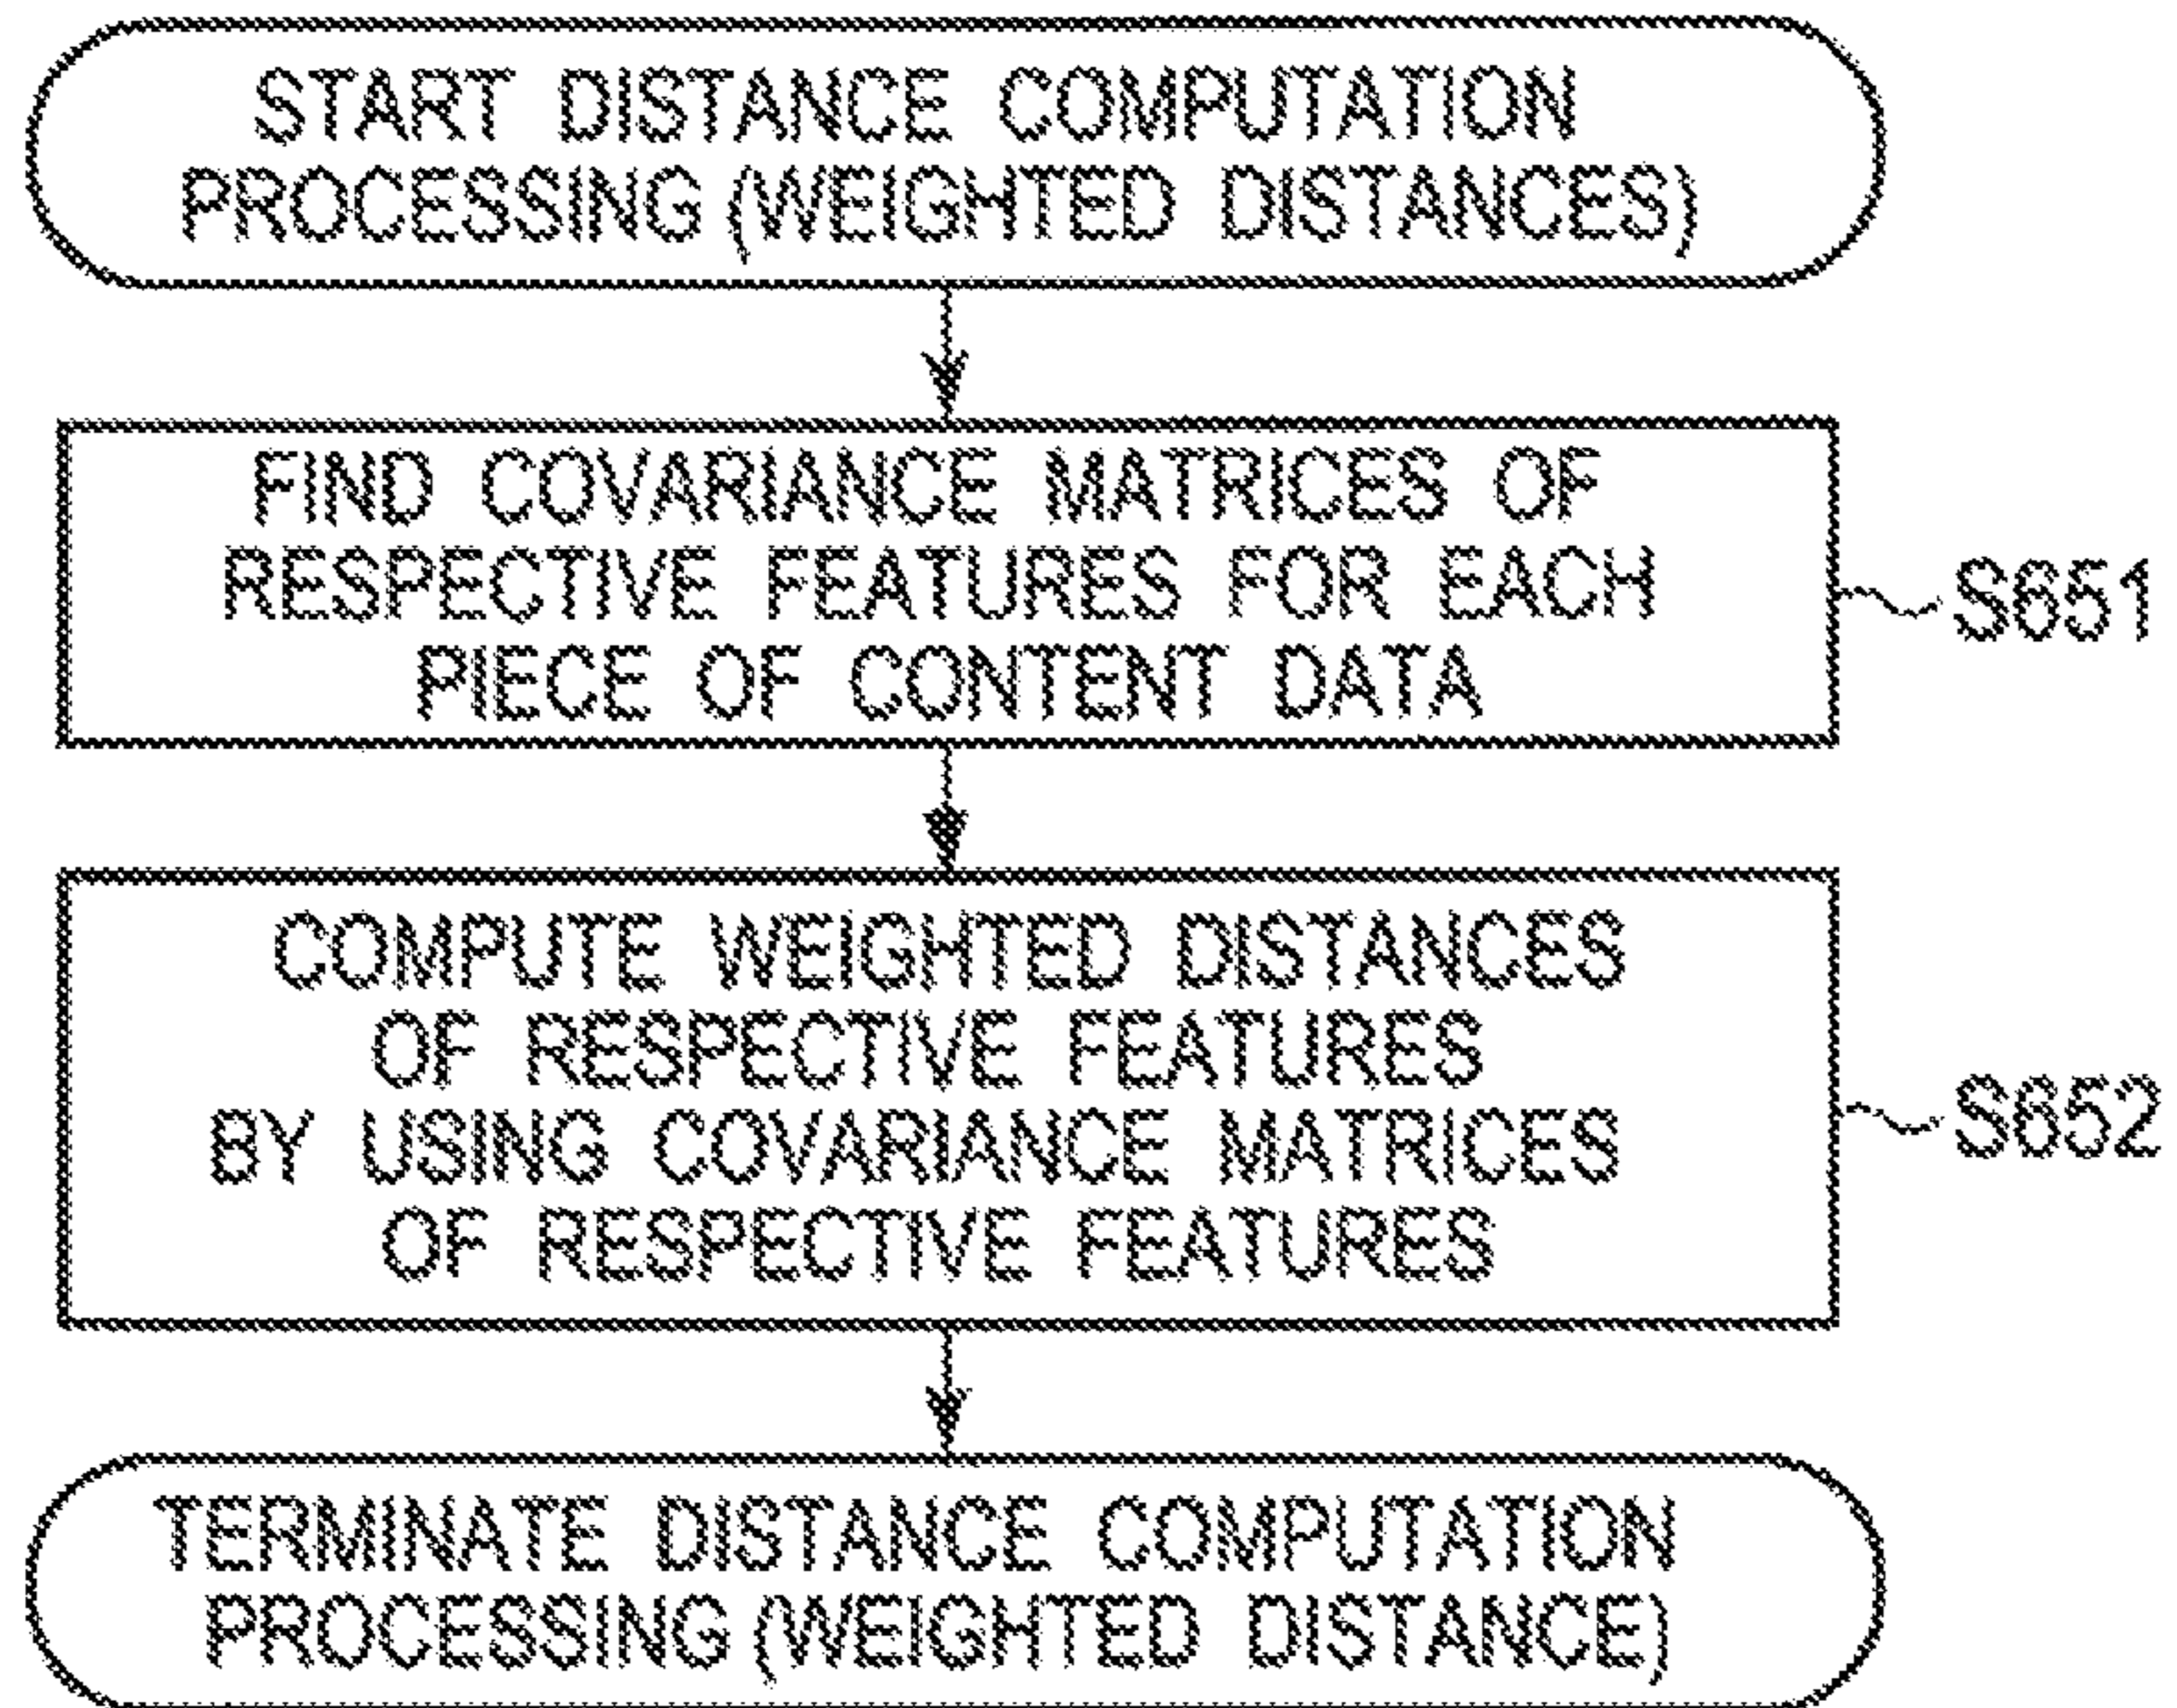 START DISTANCE COMPUTATION
PROCESSING (WEIGHTED DISTANCES)
FIND COVARIANCE MATRICES OF
RESPECTIVE FEATURES FOR EACH
PIECE OF CONTENT DATA
S651
COMPUTE WEIGHTED DISTANCES
OF RESPECTIVE FEATURES
BY USING COVARIANCE MATRICES
OF RESPECTIVE FEATURES
S652
TERMINATE DISTANCE COMPUTATION
PROCESSING (WEIGHTED DISTANCE)